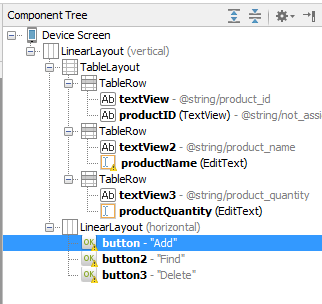 Component Tree
Device Screen
LinearLayout (vertical)
TableLayout
TableRow
Ab textView - @string/product_id
Ab productID (TextView) - @string/not_assi
TableRow
Ab textView2 - @string/product_name
productName (EditText)
TableRow
Ab textView3 - @string/product_quantity
productQuantity (EditText)
LinearLayout (horizontal)
OK button - "Add"
OK button2 - "Find"
OK button3 - "Delete"